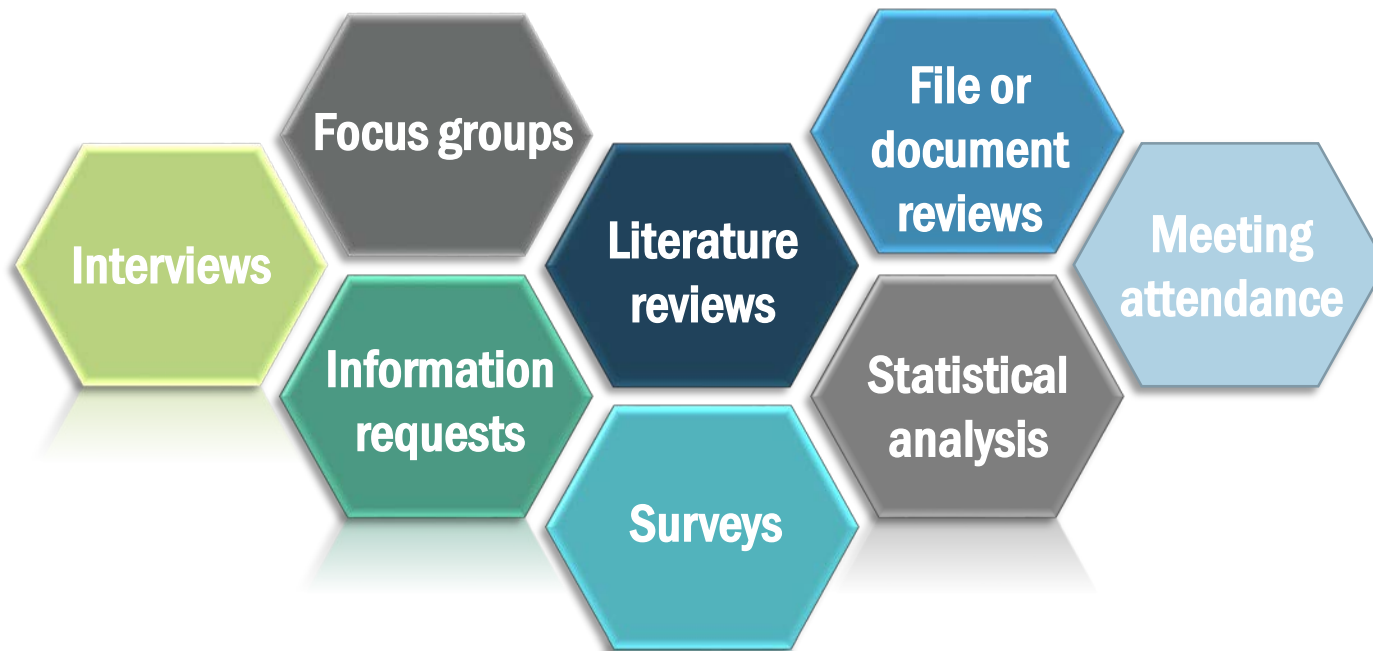 Interviews
Focus groups
Information
requests
Literature
reviews
Surveys
File or
document
reviews
Statistical
analysis
Meeting
attendance